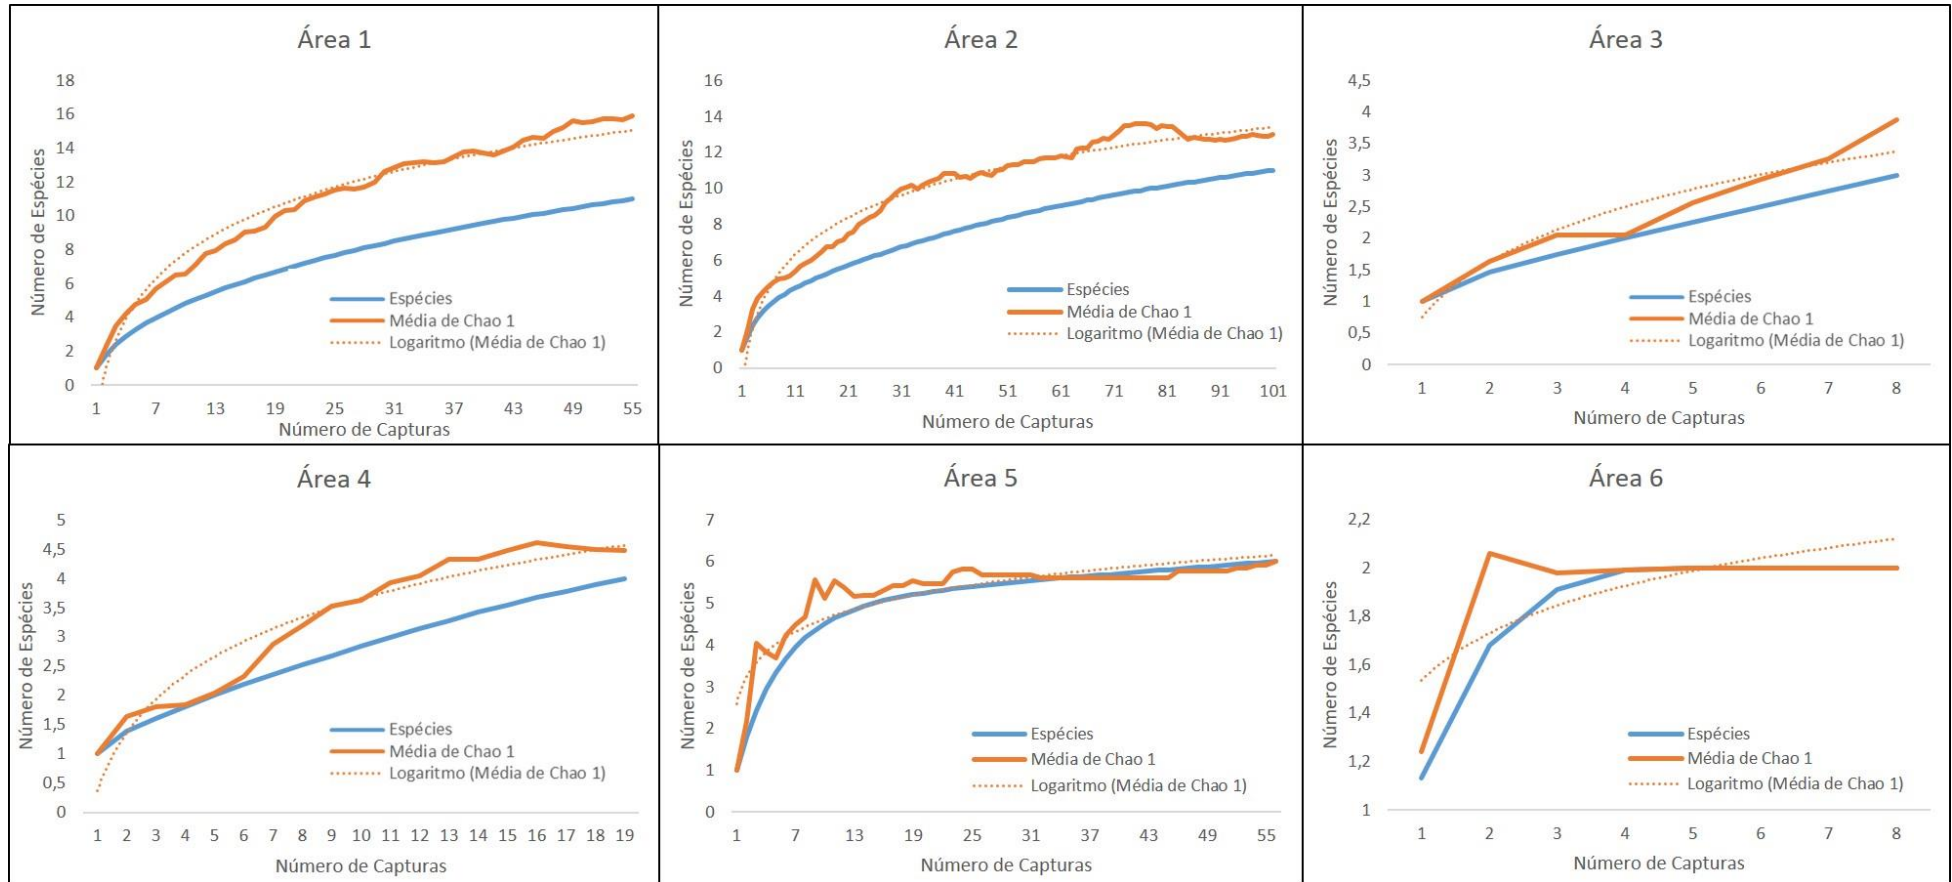 Área 1
Número de Espécies
18
16
14
12
10
8
6
4
2
0
Espécies
Média de Chao 1
Logaritmo (Média de Chao 1)
1 7 13 19 25 31 37 43 49 55
Número de Capturas
Área 2
Número de Espécies
16
14
12
10
8
6
4
2
0
Espécies
Média de Chao 1
Logaritmo (Média de Chao 1)
1 11 21 31 41 51 61 71 81 91 101
Número de Capturas
Área 3
Número de Espécies
4,5
4
3,5
3
2,5
2
1,5
1
0,5
0
Espécies
Média de Chao 1
Logaritmo (Média de Chao 1)
1 2 3 4 5 6 7 8
Número de Capturas
Área 4
Número de Espécies
5
4,5
4
3,5
3
2,5
2
1,5
1
0,5
0
Espécies
Média de Chao 1
Logaritmo (Média de Chao 1)
1 2 3 4 5 6 7 8 9 10 11 12 13 14 15 16 17 18 19
Número de Capturas
Área 5
Número de Espécies
7
6
5
4
3
2
1
0
Espécies
Média de Chao 1
Logaritmo (Média de Chao 1)
1 7 13 19 25 31 37 43 49 55
Número de Capturas
Área 6
Número de Espécies
2,2
2
1,8
1,6
1,4
1,2
1
Espécies
Média de Chao 1
Logaritmo (Média de Chao 1)
1 2 3 4 5 6 7 8
Número de Capturas